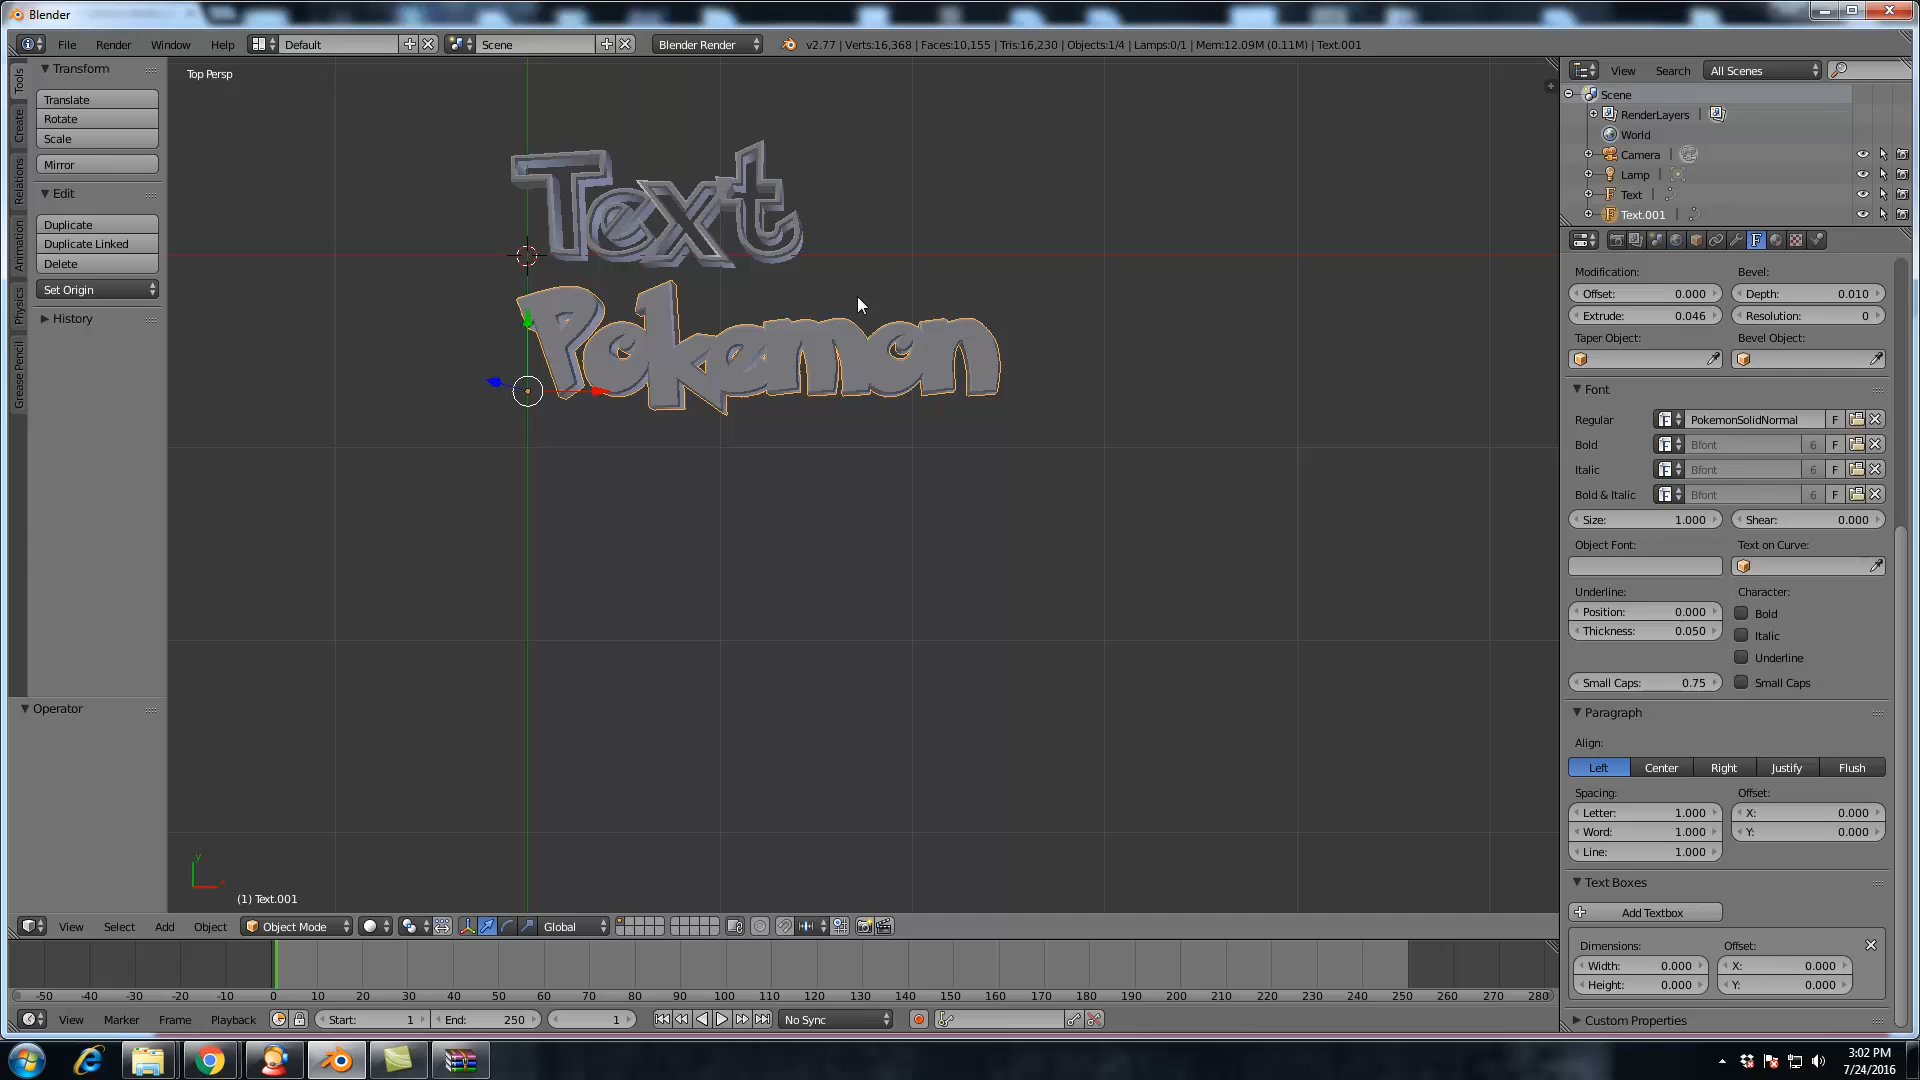 Blender
File Render Window Help Default Scene Blender Render v2.77 | Verts:16,368 | Faces:10,155 | Tris:16,230 | Objects:1/4 | Lamps:0/1 | Mem:12.09M (0.11M) | Text.001
Tools
Create
Relations
Animation
Physics
Grease Pencil
Transform
Translate
Rotate
Scale
Mirror
Edit
Duplicate
Duplicate Linked
Delete
Set Origin
History
Operator
Top Persp
Text
Pokemon
y
(1) Text.001
View Search All Scenes
Scene
RenderLayers |
World
Camera |
Lamp |
Text |
Text.001 |
Modification: Bevel:
Offset: 0.000 Depth: 0.010
Extrude: 0.046 Resolution: 0
Taper Object: Bevel Object:
Font
Regular PokemonSolidNormal F
Bold Bfont 6 F
Italic Bfont 6 F
Bold & Italic Bfont 6 F
Size: 1.000 Shear: 0.000
Object Font: Text on Curve:
Underline: Character:
Position: 0.000 Bold
Thickness: 0.050 Italic
Underline
Small Caps: 0.75 Small Caps
Paragraph
Align:
Left Center Right Justify Flush
Spacing: Offset:
Letter: 1.000 X: 0.000
Word: 1.000 Y: 0.000
Line: 1.000
Text Boxes
Add Textbox
Dimensions: Offset:
Width: 0.000 X: 0.000
Height: 0.000 Y: 0.000
Custom Properties
View Select Add Object Object Mode Global
-50 -40 -30 -20 -10 0 10 20 30 40 50 60 70 80 90 100 110 120 130 140 150 160 170 180 190 200 210 220 230 240 250 260 270 280
View Marker Frame Playback Start: 1 End: 250 1 No Sync
3:02 PM
7/24/2016